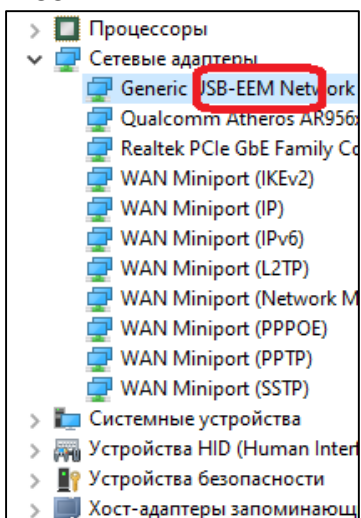 Процессоры
Сетевые адаптеры
Generic USB-EEM Network
Qualcomm Atheros AR956
Realtek PCIe GbE Family Co
WAN Miniport (IKEv2)
WAN Miniport (IP)
WAN Miniport (IPv6)
WAN Miniport (L2TP)
WAN Miniport (Network M
WAN Miniport (PPPOE)
WAN Miniport (PPTP)
WAN Miniport (SSTP)
Системные устройства
Устройства HID (Human Inter
Устройства безопасности
Хост-адаптеры запоминающ